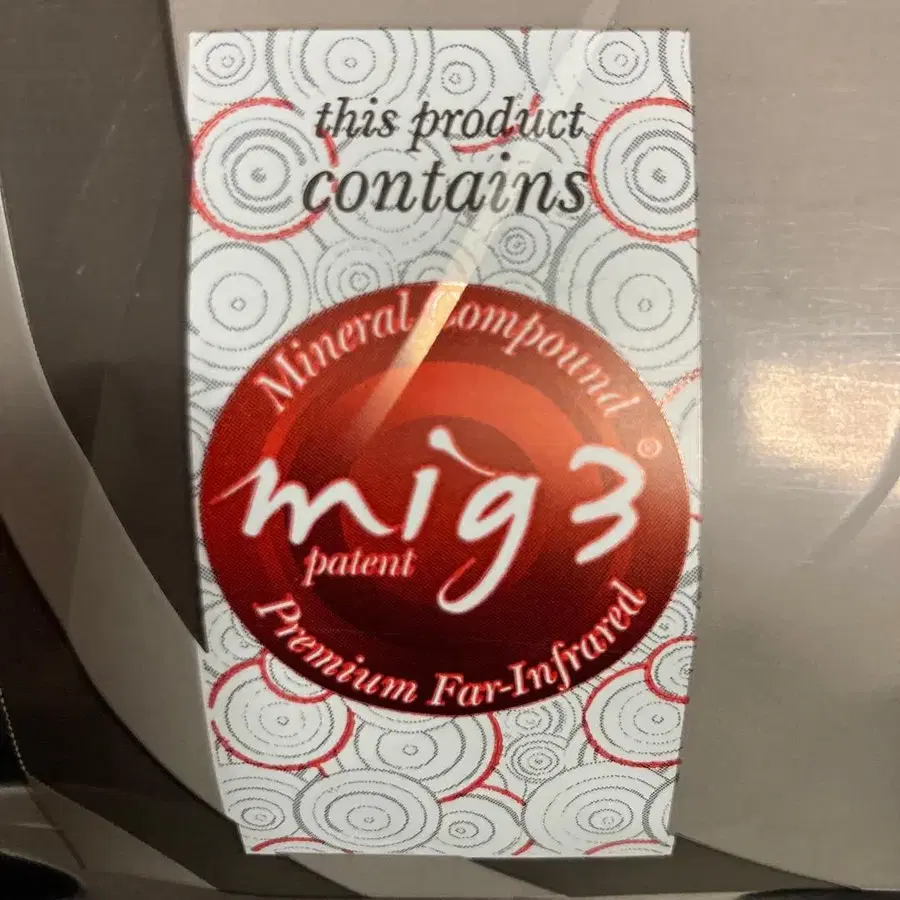 this product
contains
Mineral Compound
mig3®
patent
Premium Far-Infrared